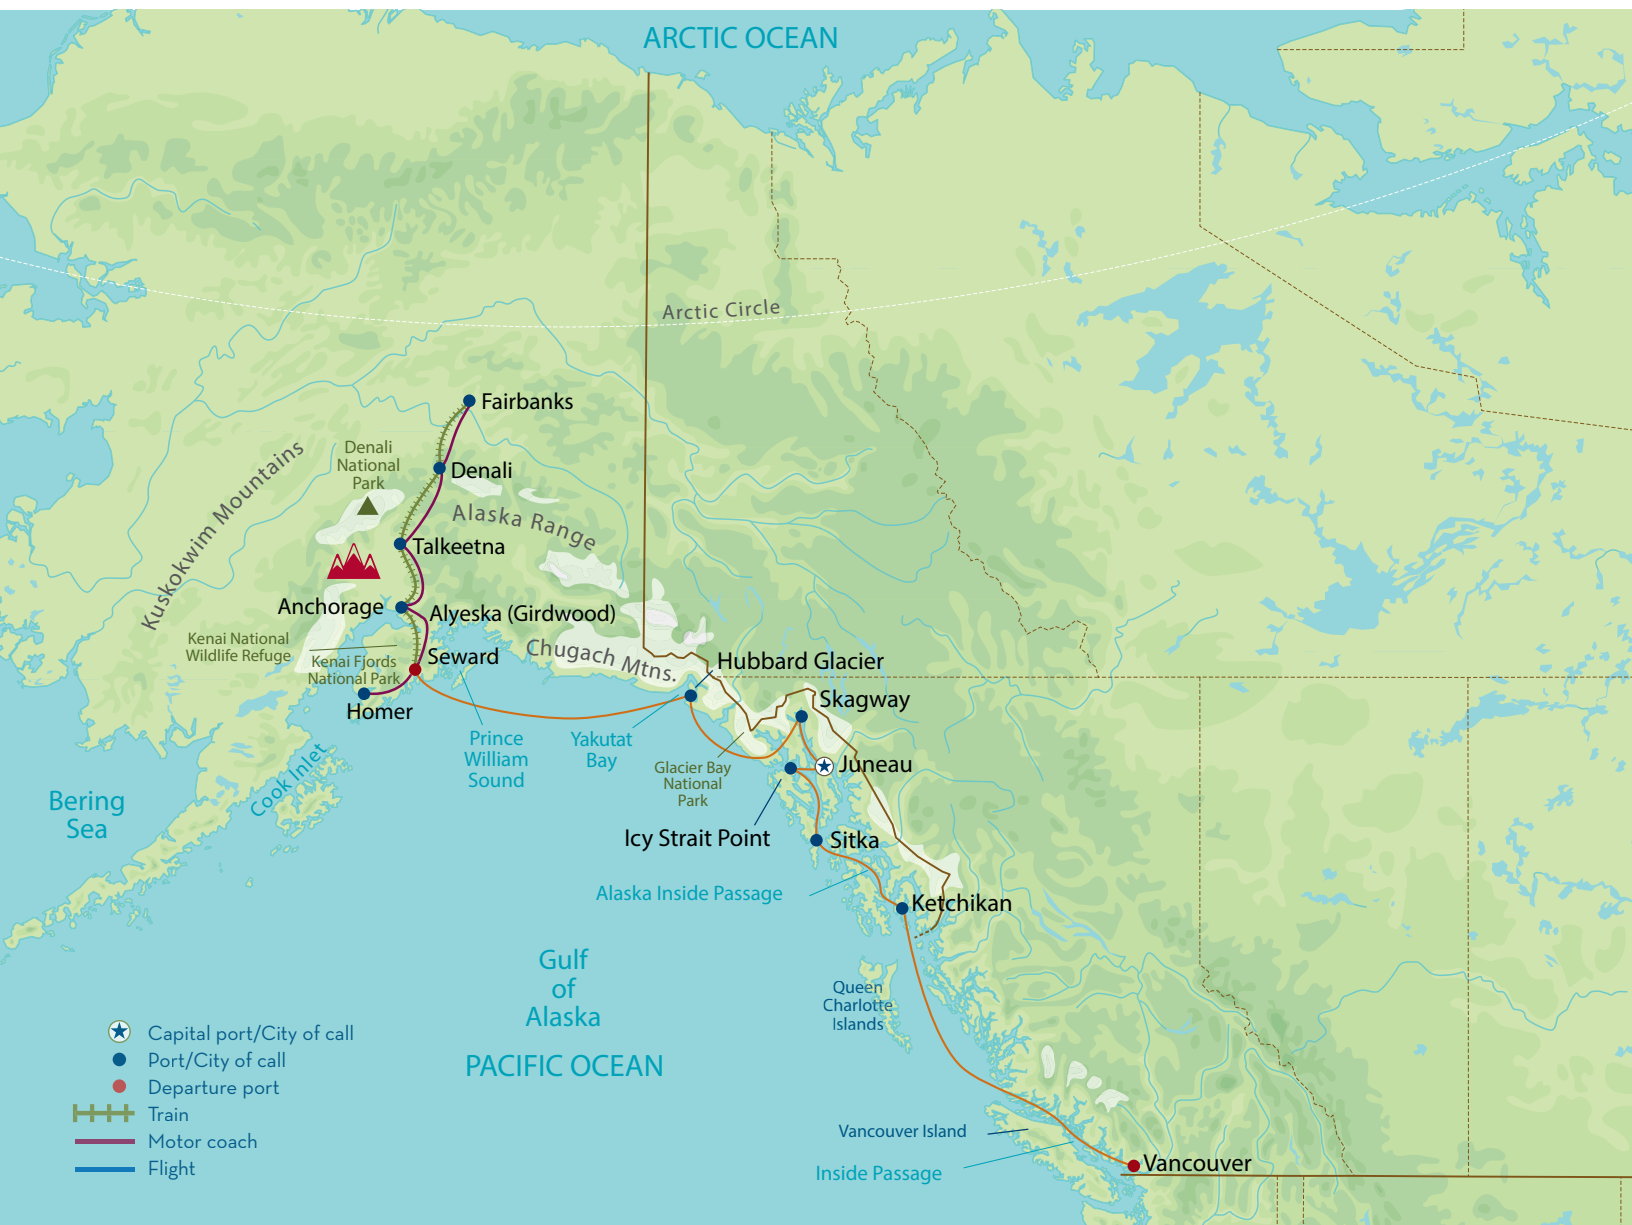 ARCTIC OCEAN
Arctic Circle
Fairbanks
Denali
National
Park
Denali
Kuskokwim Mountains
Alaska Range
Talkeetna
Anchorage
Alyeska (Girdwood)
Kenai National
Wildlife Refuge
Kenai Fjords
National Park
Seward
Chugach Mtns.
Hubbard Glacier
Homer
Skagway
Prince
William
Sound
Yakutat
Bay
Glacier Bay
National
Park
Juneau
Cook Inlet
Bering
Sea
Icy Strait Point
Sitka
Alaska Inside Passage
Ketchikan
Gulf
of
Alaska
Queen
Charlotte
Islands
PACIFIC OCEAN
Capital port/City of call
Port/City of call
Departure port
Train
Motor coach
Flight
Vancouver Island
Inside Passage
Vancouver